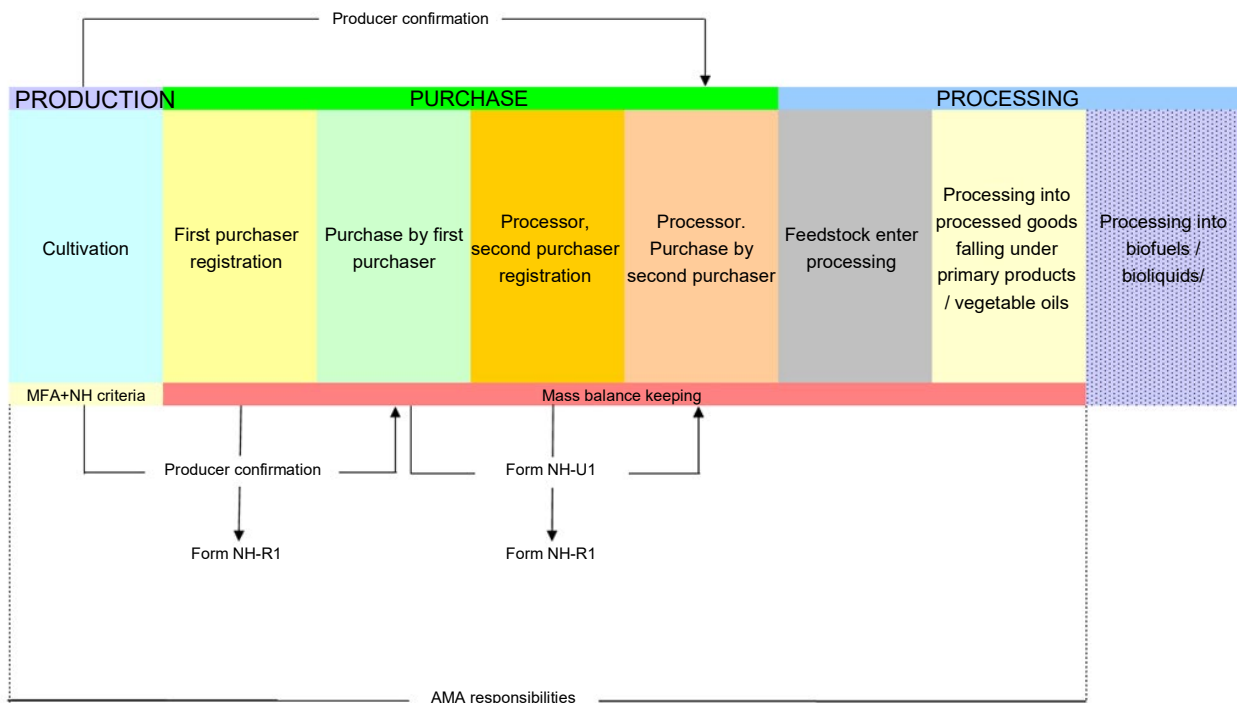 Producer confirmation
PRODUCTION
PURCHASE
PROCESSING
Cultivation
First purchaser
registration
Purchase by first
purchaser
Processor,
second purchaser
registration
Processor.
Purchase by
second purchaser
Feedstock enter
processing
Processing into
processed goods
falling under
primary products
/ vegetable oils
Processing into
biofuels /
bioliquids/
MFA+NH criteria
Mass balance keeping
Producer confirmation
Form NH-U1
Form NH-R1
Form NH-R1
AMA responsibilities